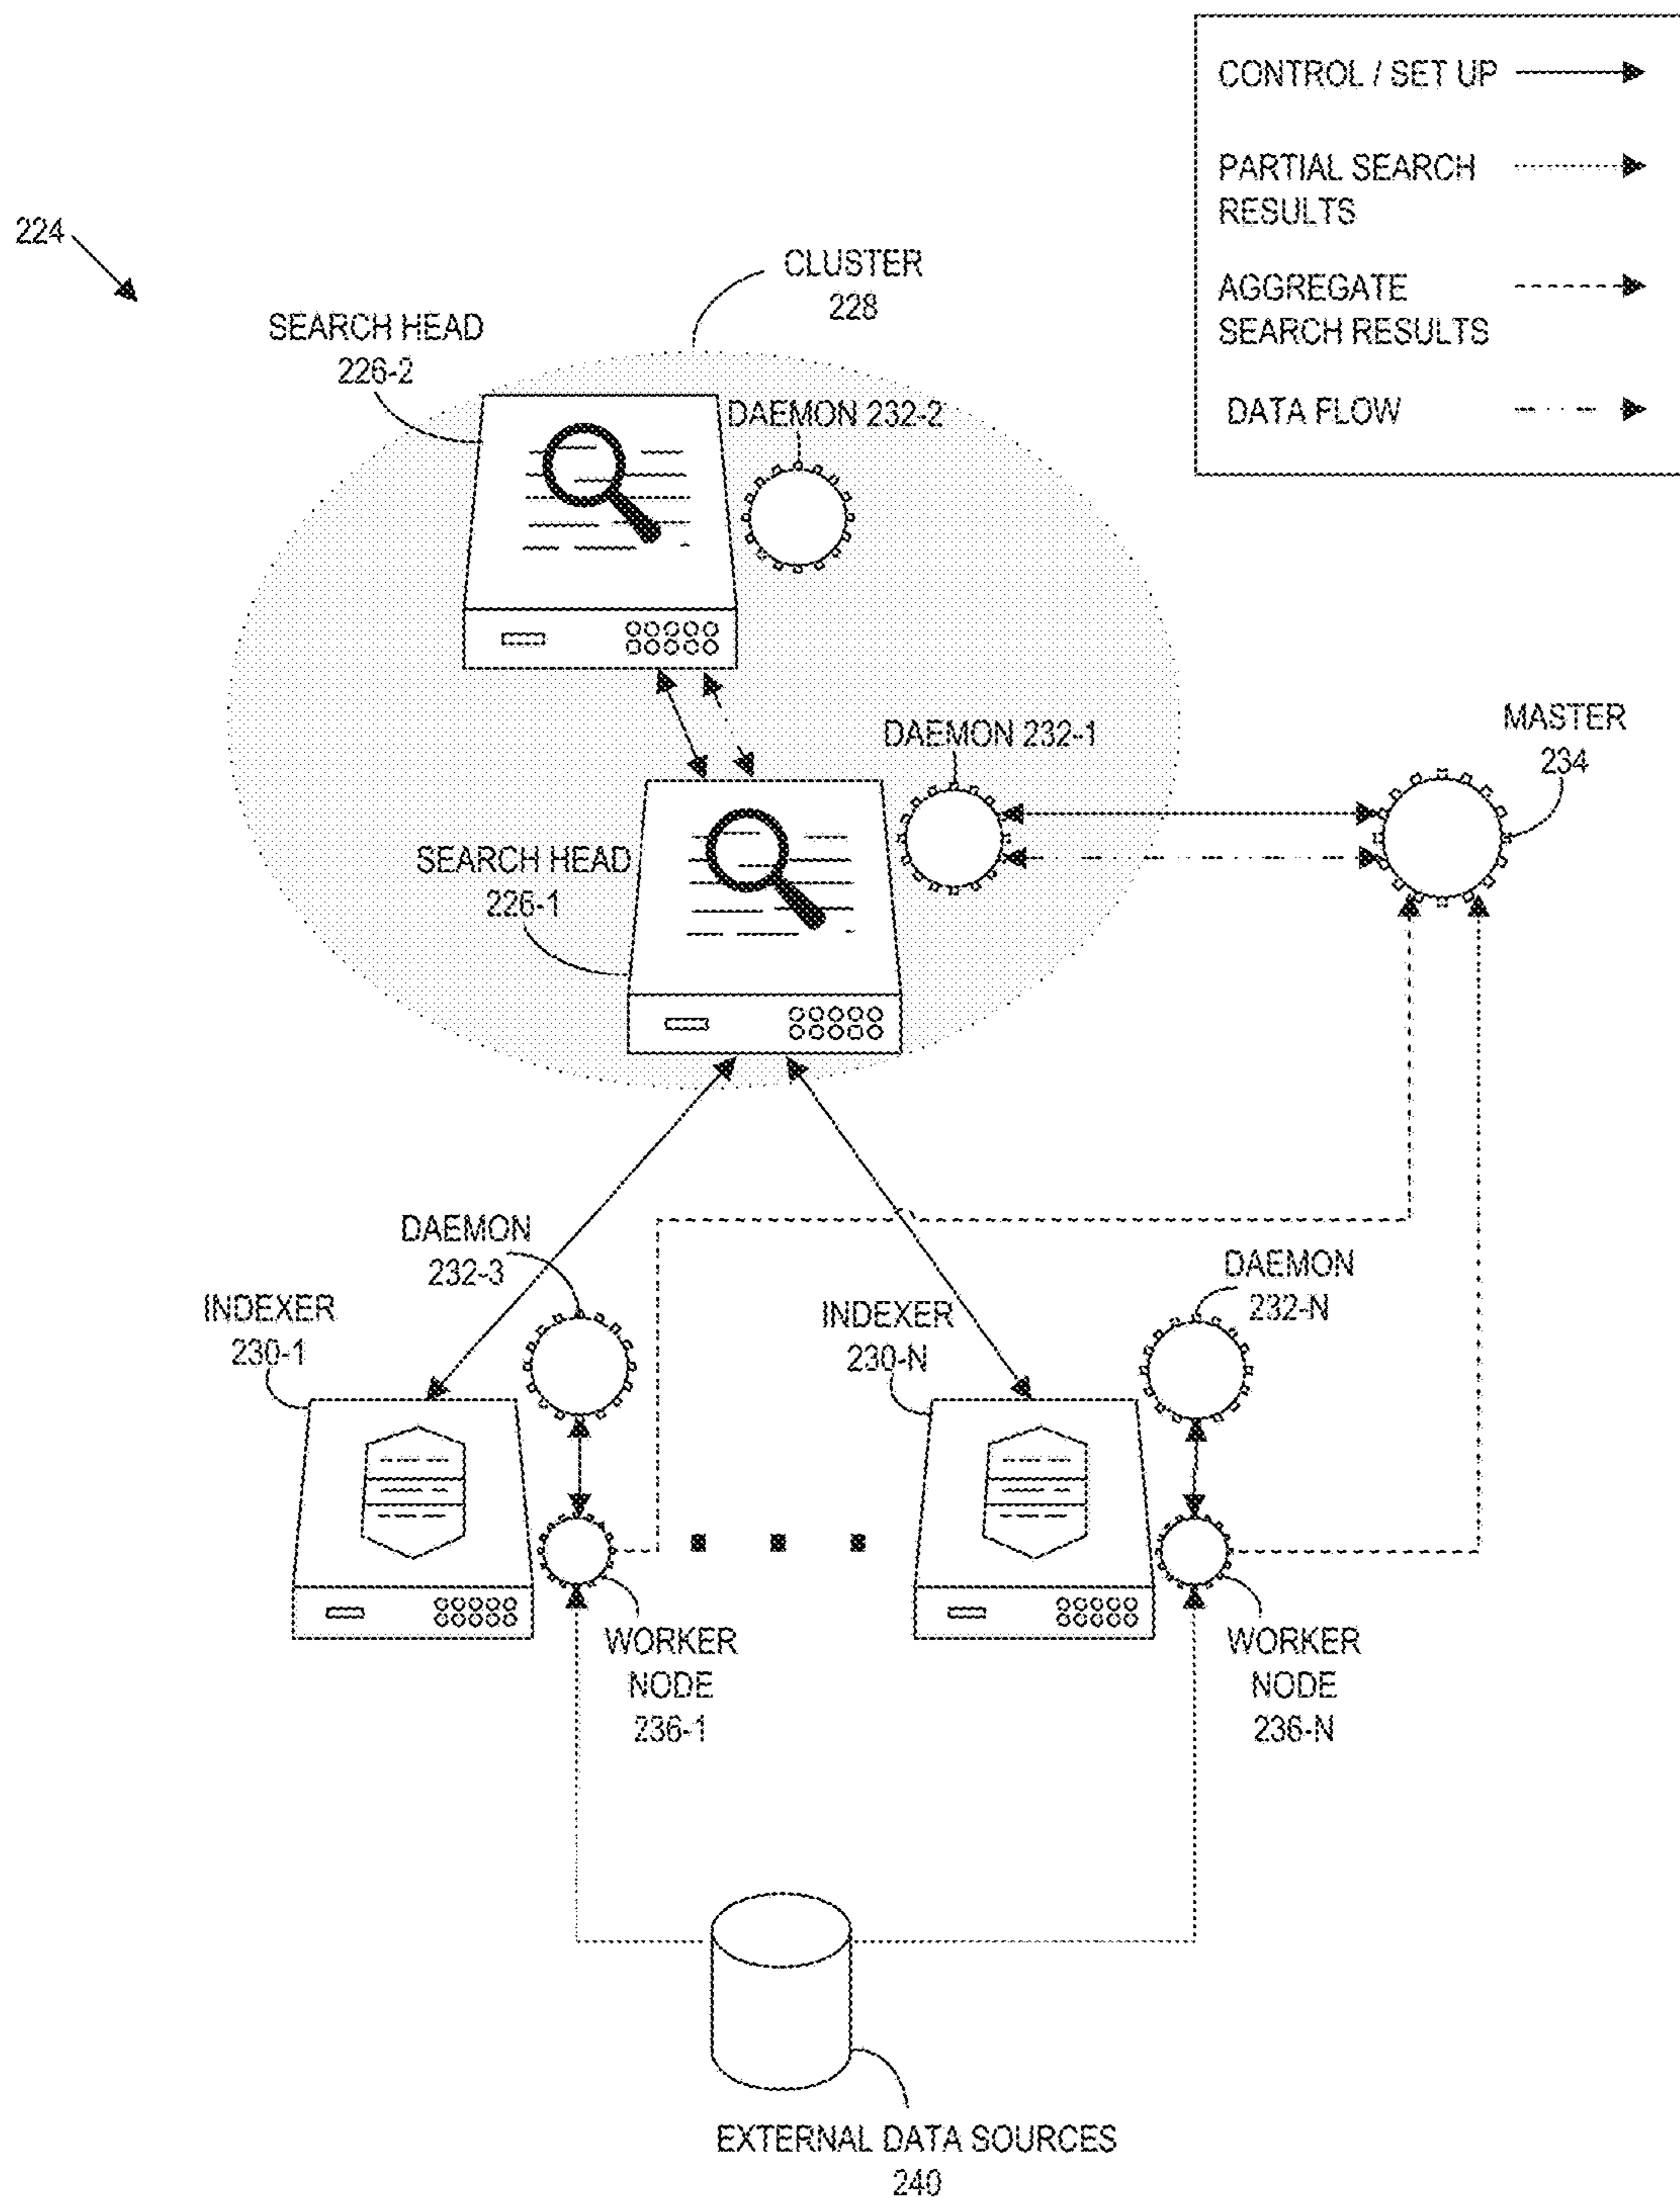 CONTROL / SET UP
PARTIAL SEARCH
RESULTS
AGGREGATE
SEARCH RESULTS
DATA FLOW
224
CLUSTER
228
SEARCH HEAD
226-2
DAEMON 232-2
DAEMON 232-1
MASTER
234
SEARCH HEAD
226-1
DAEMON
232-3
INDEXER
230-1
DAEMON
232-N
INDEXER
230-N
WORKER
NODE
236-1
WORKER
NODE
236-N
EXTERNAL DATA SOURCES
240